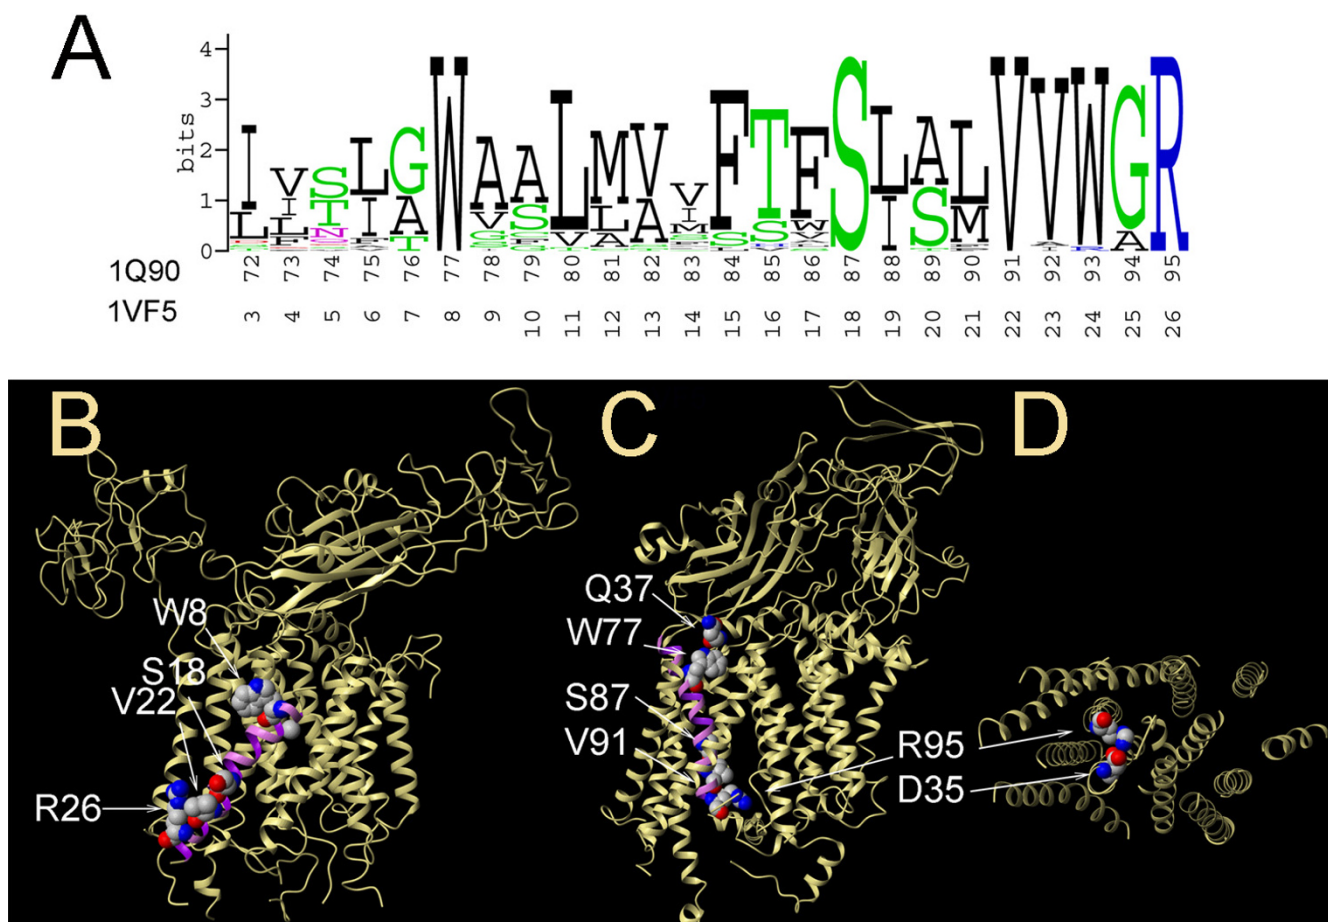 A
4
3
2
1
0
bits
I V S L G W A A L M V V F T F S L A L V V W G R
1Q90 72 73 74 75 76 77 78 79 80 81 82 83 84 85 86 87 88 89 90 91 92 93 94 95
1VF5 3 4 5 6 7 8 9 10 11 12 13 14 15 16 17 18 19 20 21 22 23 24 25 26
B
C
D
W8
S18
V22
R26
Q37
W77
S87
V91
R95
D35